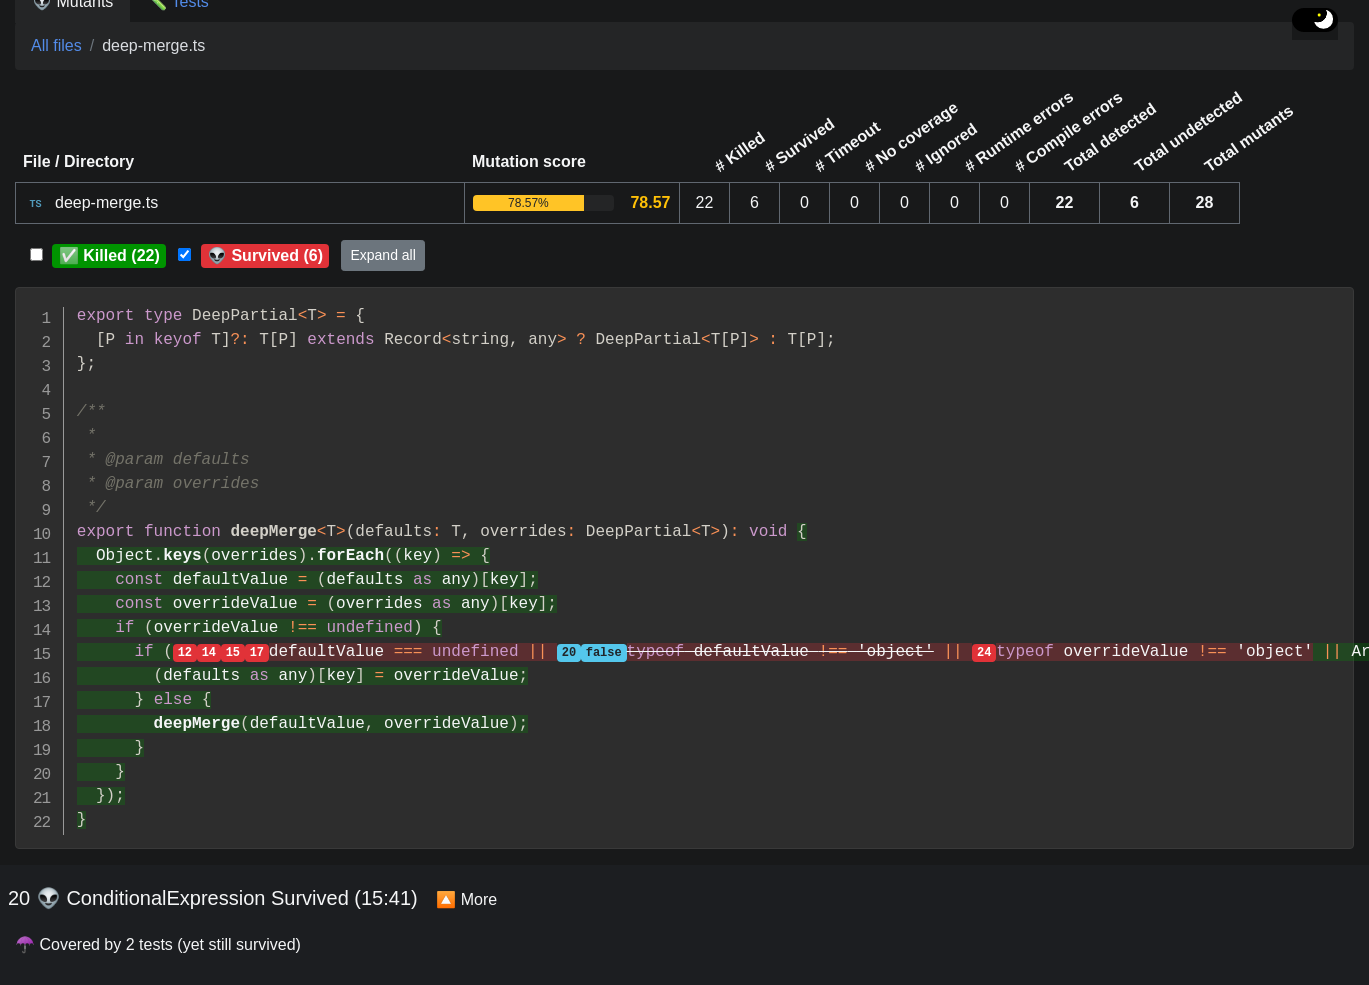 Mutants Tests
All files / deep-merge.ts
File / Directory Mutation score # Killed # Survived # Timeout # No coverage # Ignored # Runtime errors # Compile errors Total detected Total undetected Total mutants
TS deep-merge.ts 78.57% 78.57 22 6 0 0 0 0 0 22 6 28
✅ Killed (22) 👽 Survived (6) Expand all
1 export type DeepPartial<T> = {
2   [P in keyof T]?: T[P] extends Record<string, any> ? DeepPartial<T[P]> : T[P];
3 };
4
5 /**
6  *
7  * @param defaults
8  * @param overrides
9  */
10 export function deepMerge<T>(defaults: T, overrides: DeepPartial<T>): void {
11   Object.keys(overrides).forEach((key) => {
12     const defaultValue = (defaults as any)[key];
13     const overrideValue = (overrides as any)[key];
14     if (overrideValue !== undefined) {
15       if (12 14 15 17 defaultValue === undefined || 20 false typeof defaultValue !== 'object' || 24 typeof overrideValue !== 'object' || Ar
16         (defaults as any)[key] = overrideValue;
17       } else {
18         deepMerge(defaultValue, overrideValue);
19       }
20     }
21   });
22 }
20 👽 ConditionalExpression Survived (15:41) 🔼 More
☂️ Covered by 2 tests (yet still survived)